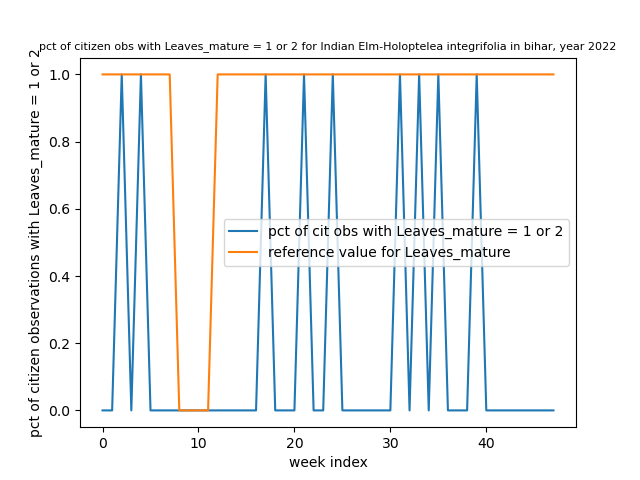 pct of citizen obs with Leaves_mature = 1 or 2 for Indian Elm-Holoptelea integrifolia in bihar, year 2022
pct of citizen observations with Leaves_mature = 1 or 2
1.0
0.8
0.6
0.4
0.2
0.0
pct of cit obs with Leaves_mature = 1 or 2
reference value for Leaves_mature
0 10 20 30 40
week index